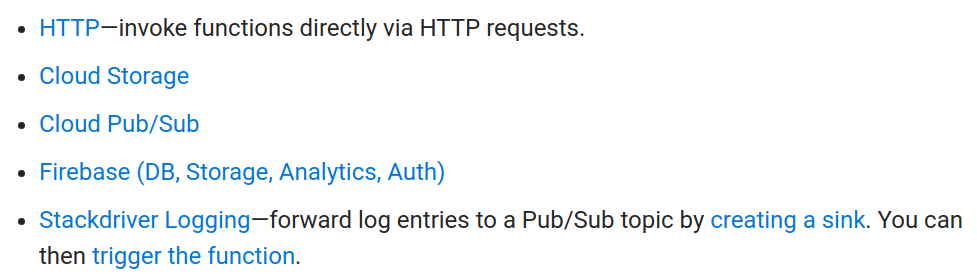 • HTTP—invoke functions directly via HTTP requests.
• Cloud Storage
• Cloud Pub/Sub
• Firebase (DB, Storage, Analytics, Auth)
• Stackdriver Logging—forward log entries to a Pub/Sub topic by creating a sink. You can
then trigger the function.